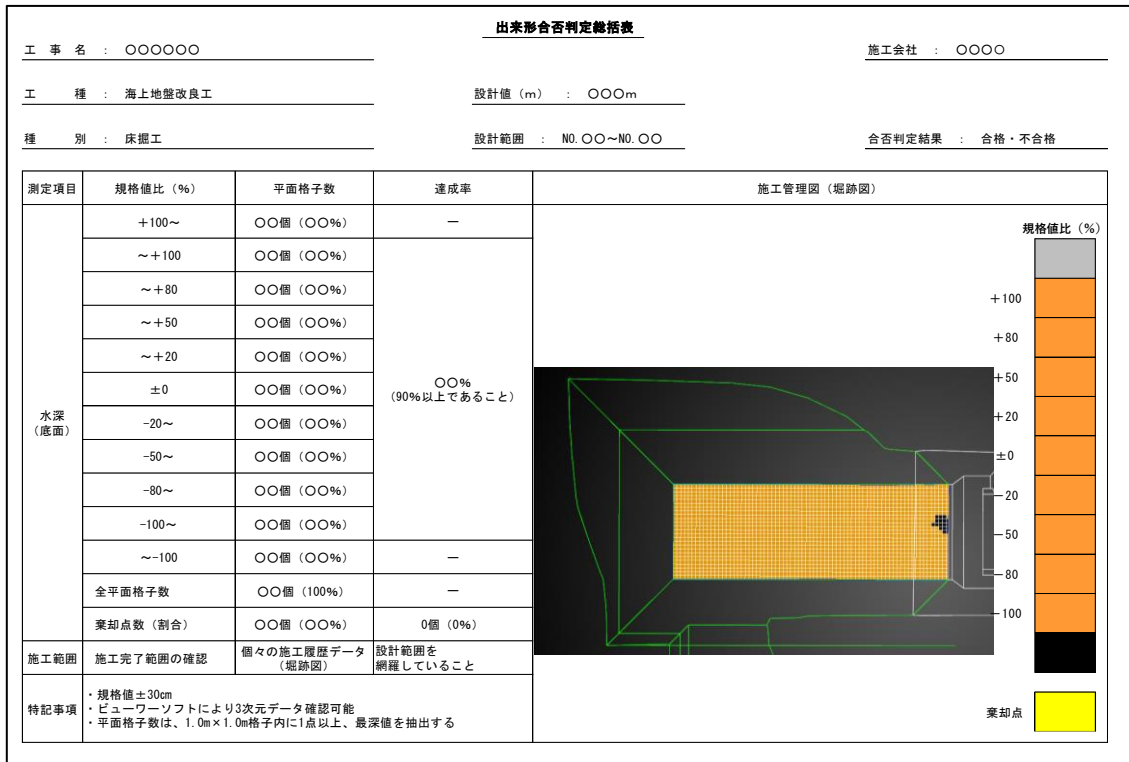 出来形合否判定総括表
工 事 名 : 〇〇〇〇〇〇
施工会社 : 〇〇〇〇
工 種 : 海上地盤改良工
設計値(m) : 〇〇〇m
種 別 : 床掘工
設計範囲 : NO.〇〇～NO.〇〇
合否判定結果 : 合格・不合格
測定項目 規格値比(%) 平面格子数 達成率 施工管理図(堀跡図)
+100～ 〇〇個(〇〇%) ―
～+100 〇〇個(〇〇%)
～+80 〇〇個(〇〇%)
～+50 〇〇個(〇〇%)
～+20 〇〇個(〇〇%)
±0 〇〇個(〇〇%)
-20～ 〇〇個(〇〇%)
-50～ 〇〇個(〇〇%)
-80～ 〇〇個(〇〇%)
-100～ 〇〇個(〇〇%)
～-100 〇〇個(〇〇%) ―
水深
(底面)
〇〇%
(90%以上であること)
全平面格子数 〇〇個(100%) ―
棄却点数(割合) 〇〇個(〇〇%) 0個(0%)
施工範囲 施工完了範囲の確認
個々の施工履歴データ
(堀跡図)
設計範囲を
網羅していること
特記事項
・規格値±30cm
・ビューワーソフトにより3次元データ確認可能
・平面格子数は、1.0m×1.0m格子内に1点以上、最深値を抽出する
規格値比(%)
+100
+80
+50
+20
±0
-20
-50
-80
-100
棄却点